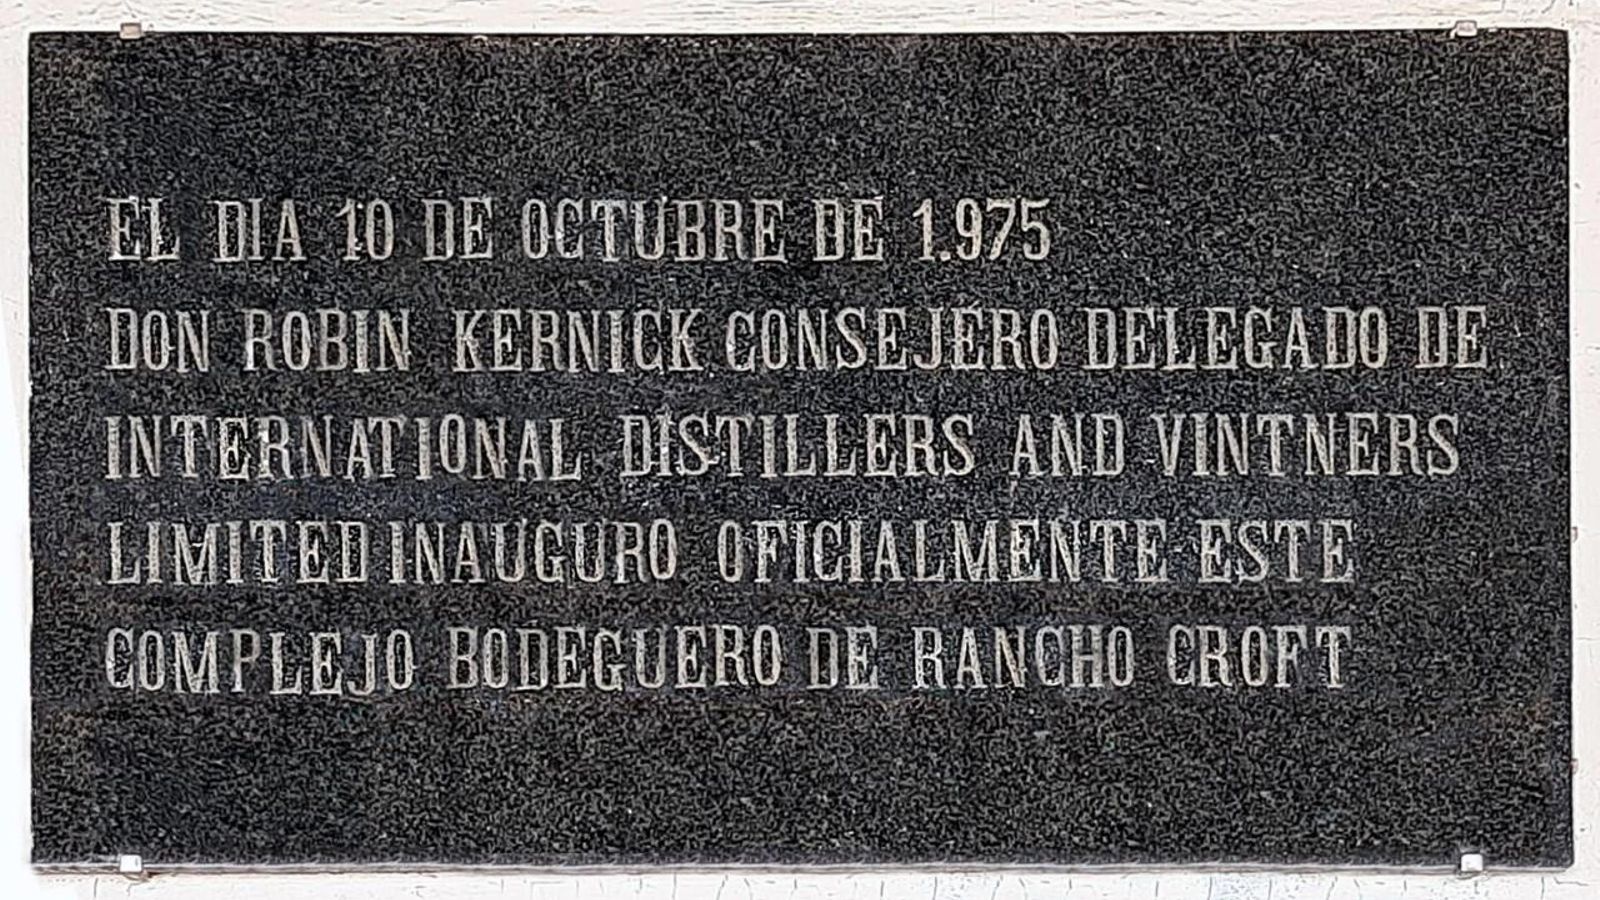 EL DIA 10 DE OCTUBRE DE 1.975
DON ROBIN KERNICK CONSEJERO DELEGADO DE
INTERNATIONAL DISTILLERS AND VINTNERS
LIMITED INAUGURO OFICIALMENTE ESTE
COMPLEJO BODEGUERO DE RANCHO CROFT